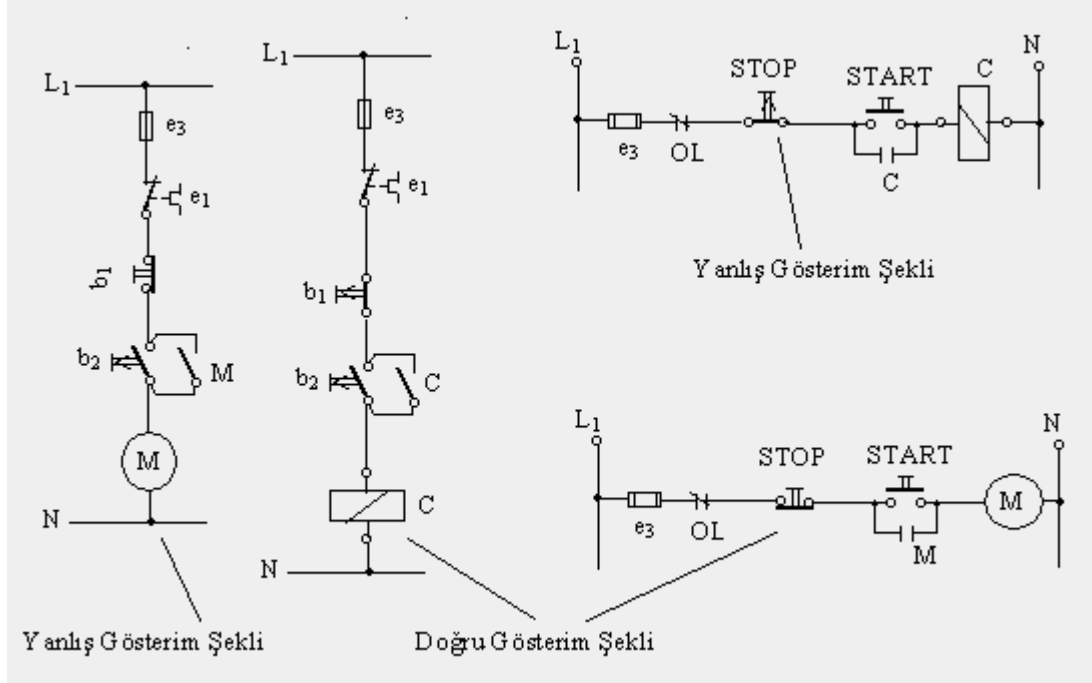 L1
e3
e1
b1
b2
M
M
N
Yanlış Gösterim Şekli
L1
e3
e1
b1
b2
C
C
N
Doğru Gösterim Şekli
L1
N
STOP
START
C
e3
OL
C
Yanlış Gösterim Şekli
L1
N
STOP
START
M
e3
OL
M